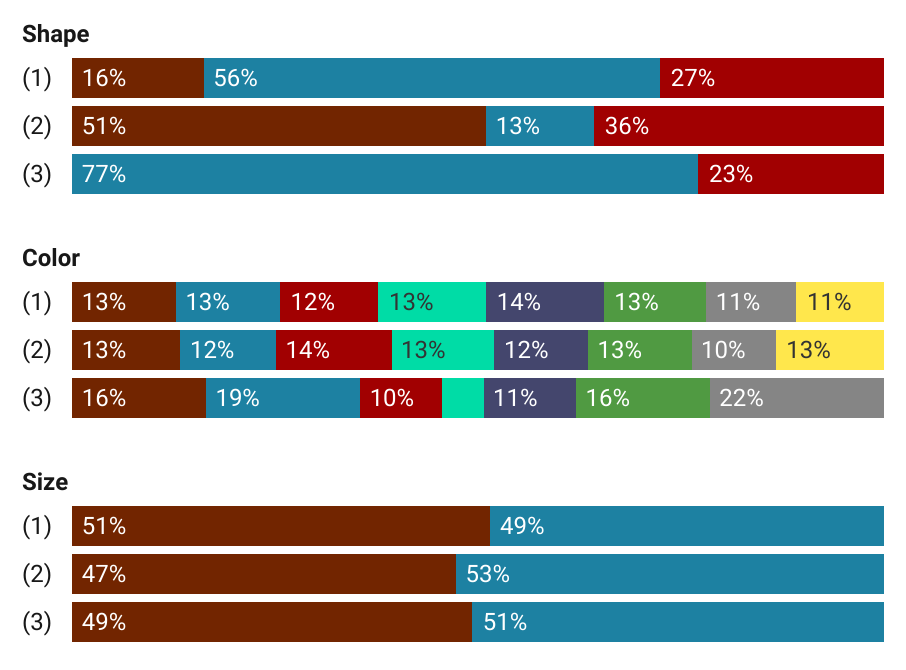 Shape
(1) 16% 56% 27%
(2) 51% 13% 36%
(3) 77% 23%
Color
(1) 13% 13% 12% 13% 14% 13% 11% 11%
(2) 13% 12% 14% 13% 12% 13% 10% 13%
(3) 16% 19% 10% 11% 16% 22%
Size
(1) 51% 49%
(2) 47% 53%
(3) 49% 51%